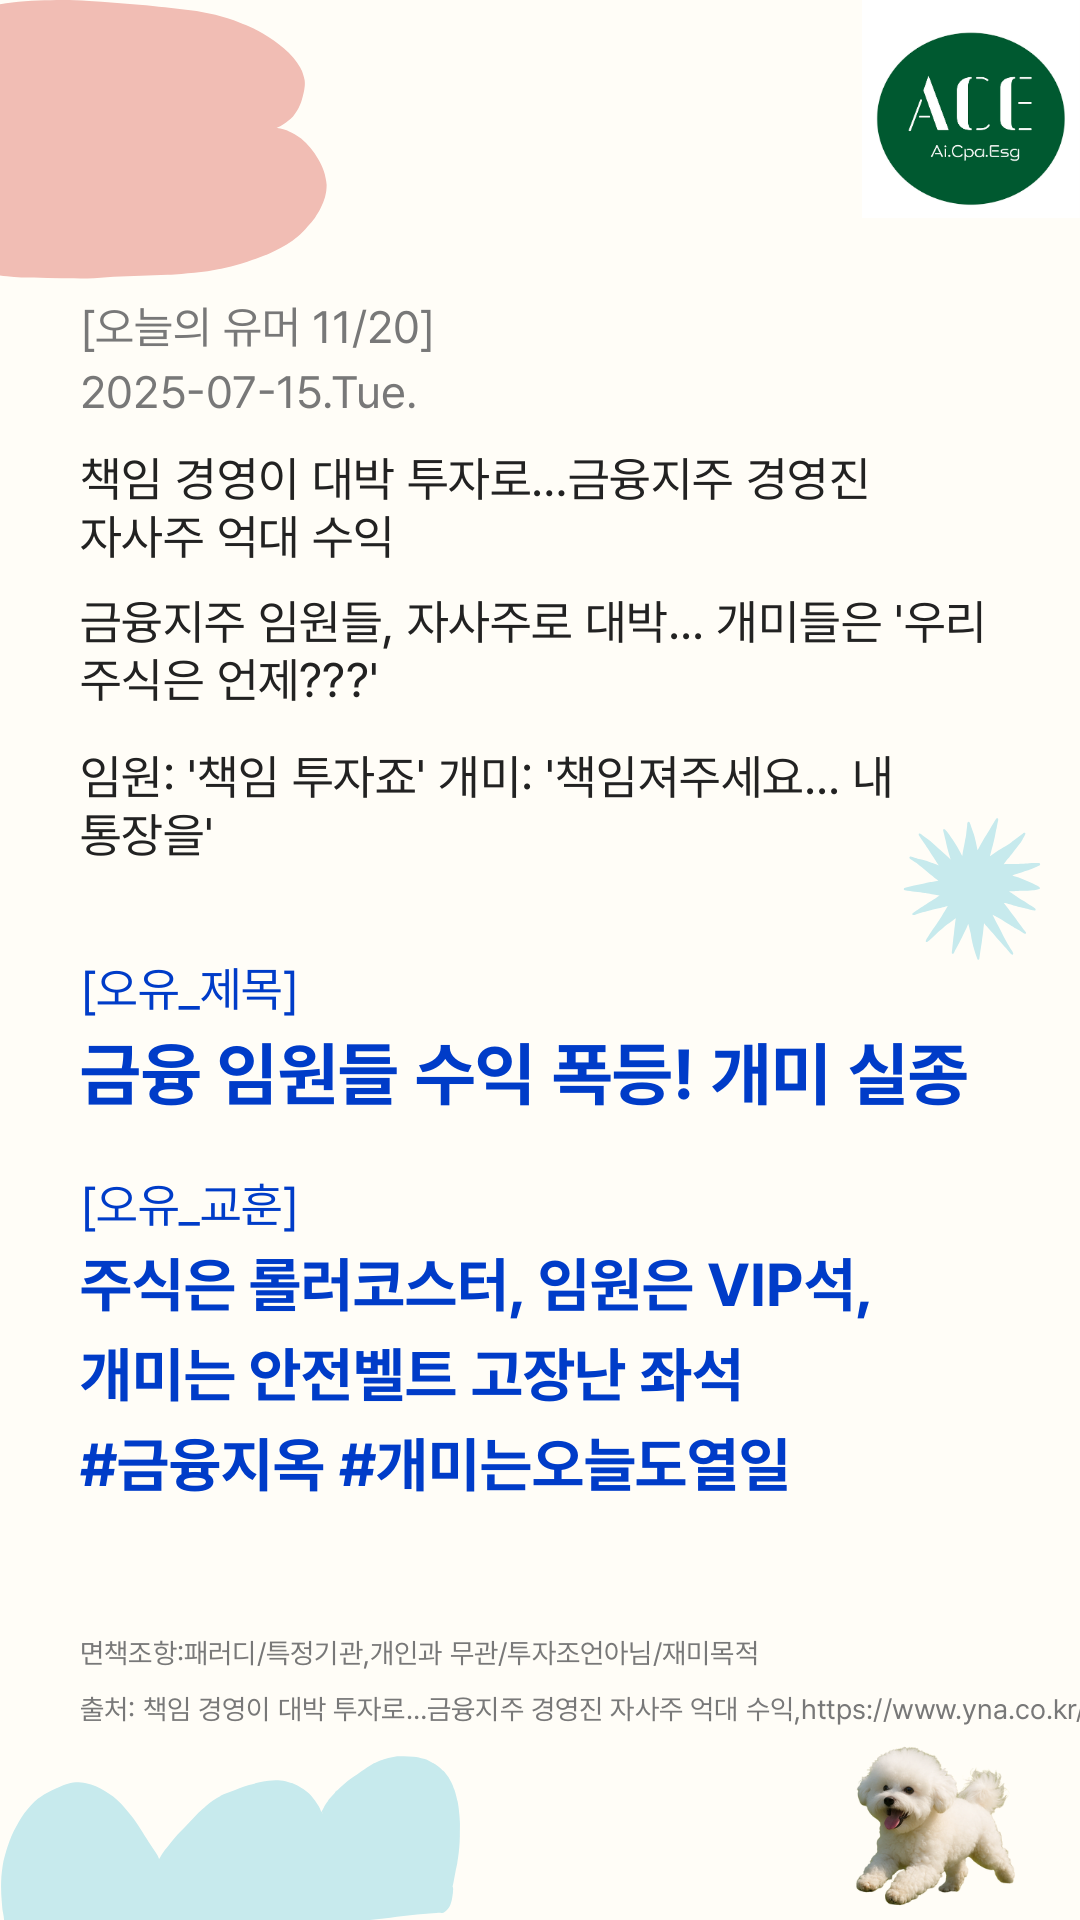 ACE
Ai.Cpa.Esg
[오늘의 유머 11/20]
2025-07-15.Tue.
책임 경영이 대박 투자로...금융지주 경영진
자사주 억대 수익
금융지주 임원들, 자사주로 대박... 개미들은 '우리
주식은 언제???'
임원: '책임 투자죠' 개미: '책임져주세요... 내
통장을'
[오유_제목]
금융 임원들 수익 폭등! 개미 실종
[오유_교훈]
주식은 롤러코스터, 임원은 VIP석,
개미는 안전벨트 고장난 좌석
#금융지옥 #개미는오늘도열일
면책조항:패러디/특정기관,개인과 무관/투자조언아님/재미목적
출처: 책임 경영이 대박 투자로...금융지주 경영진 자사주 억대 수익,https://www.yna.co.kr/